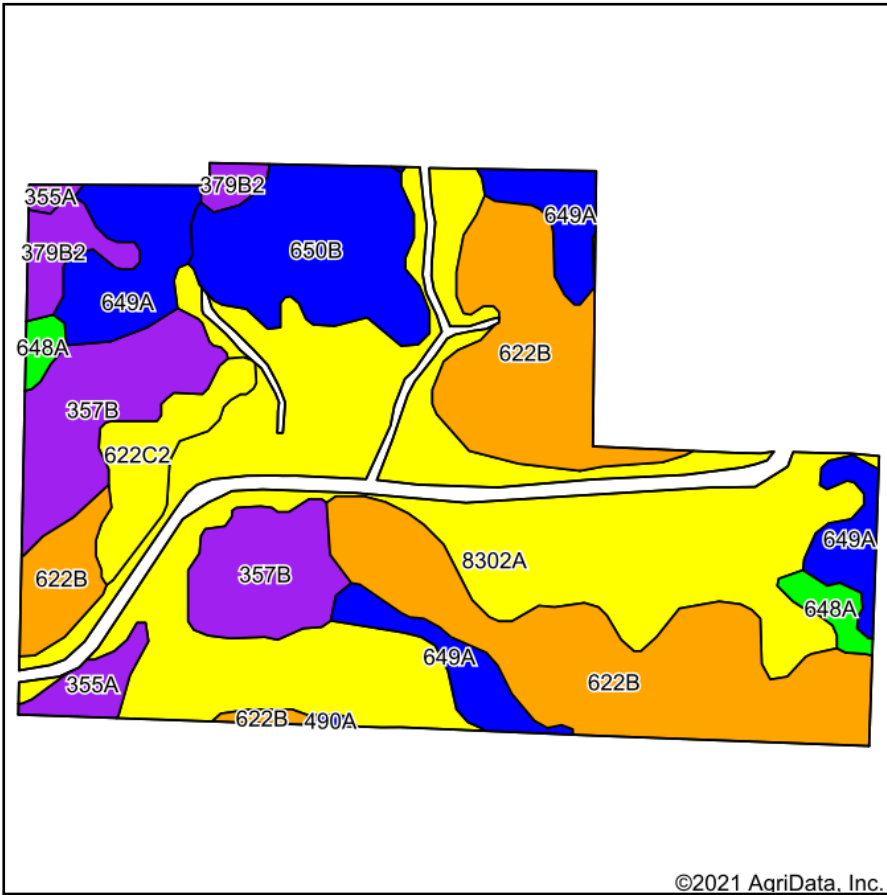 379B2
355A
649A
379B2
650B
649A
648A
622B
357B
622C2
8302A
649A
622B
357B
648A
649A
355A
622B
622B
490A
©2021 AgriData, Inc.